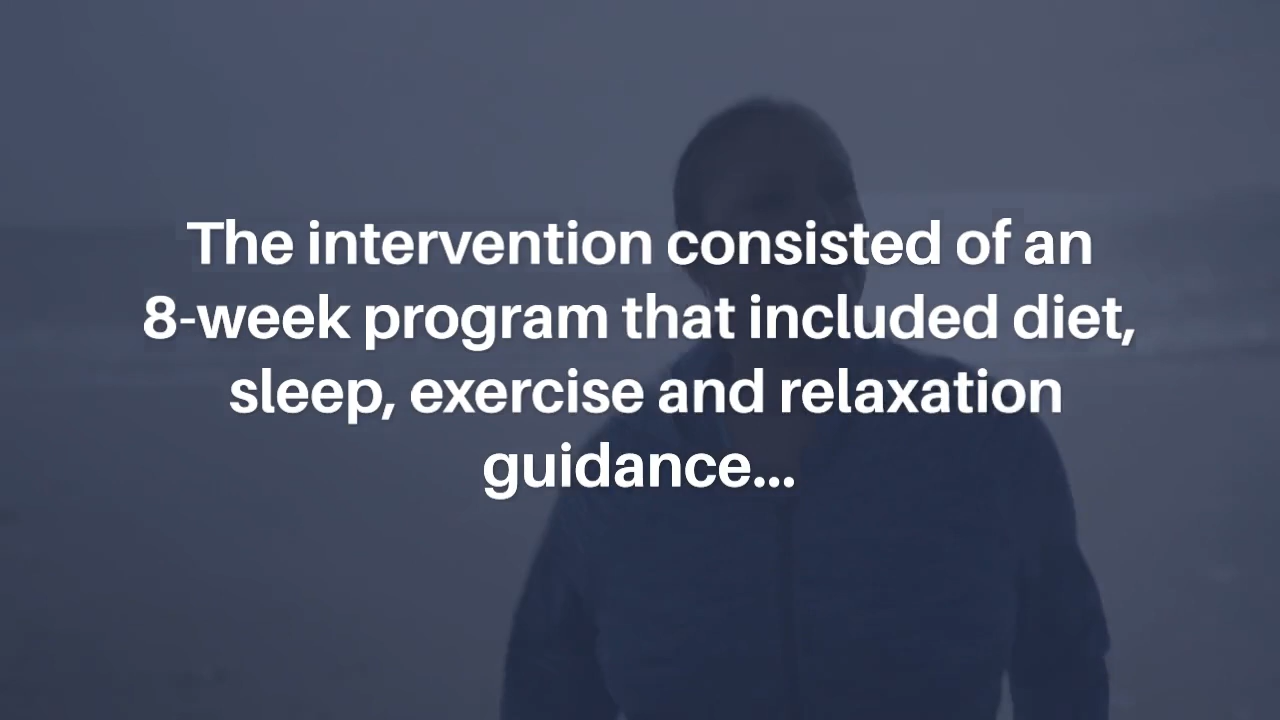 The intervention consisted of an
8-week program that included diet,
sleep, exercise and relaxation
guidance...